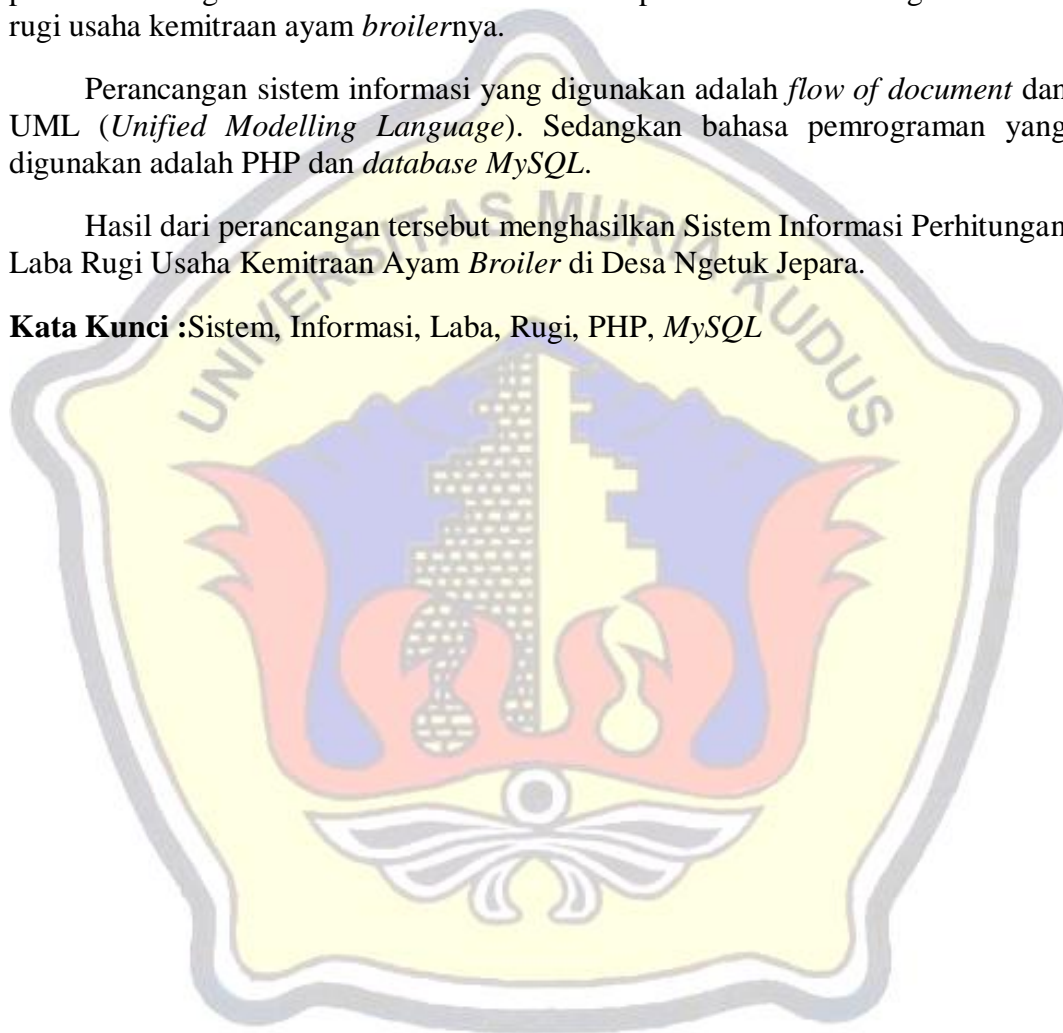 rugi usaha kemitraan ayam broilernya.
Perancangan sistem informasi yang digunakan adalah flow of document dan
UML (Unified Modelling Language). Sedangkan bahasa pemrograman yang
digunakan adalah PHP dan database MySQL.
Hasil dari perancangan tersebut menghasilkan Sistem Informasi Perhitungan
Laba Rugi Usaha Kemitraan Ayam Broiler di Desa Ngetuk Jepara.
Kata Kunci :Sistem, Informasi, Laba, Rugi, PHP, MySQL
UNIVERSITAS MURIA KUDUS